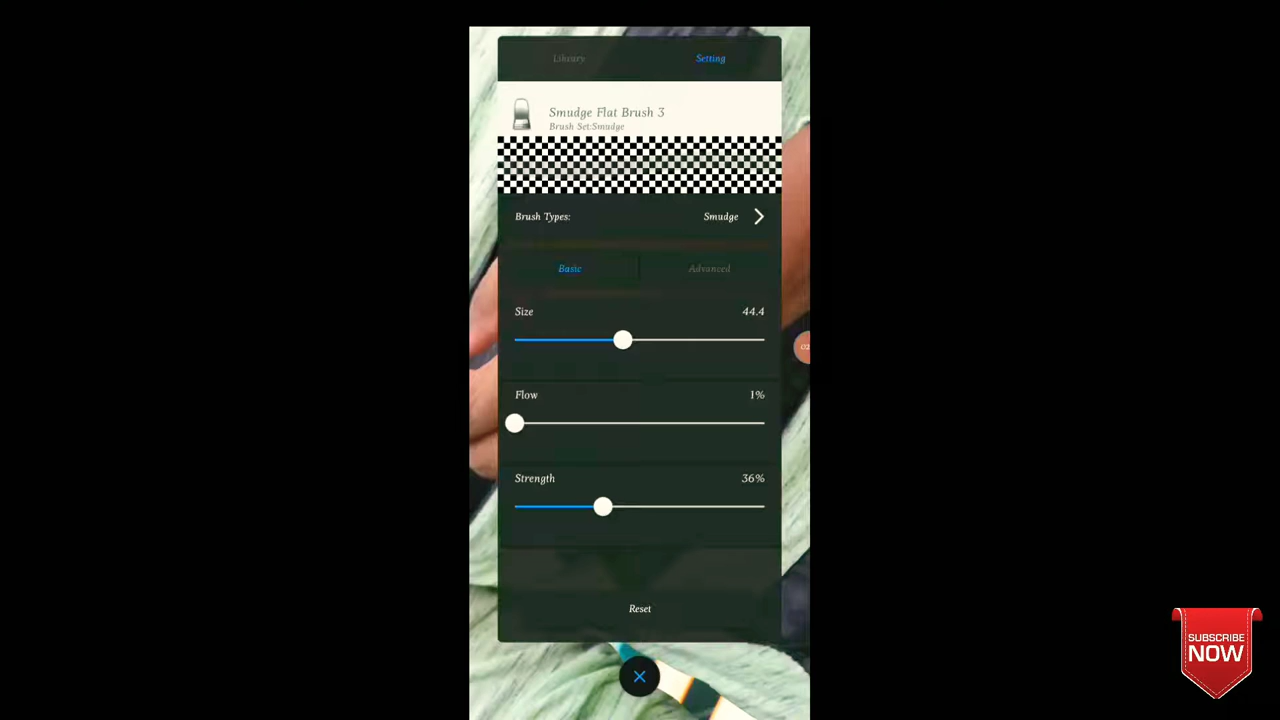 Library
Setting
Smudge Flat Brush 3
Brush Set:Smudge
Brush Types:
Smudge
Basic
Advanced
Size
44.4
Flow
1%
Strength
36%
Reset
02
SUBSCRIBE
NOW